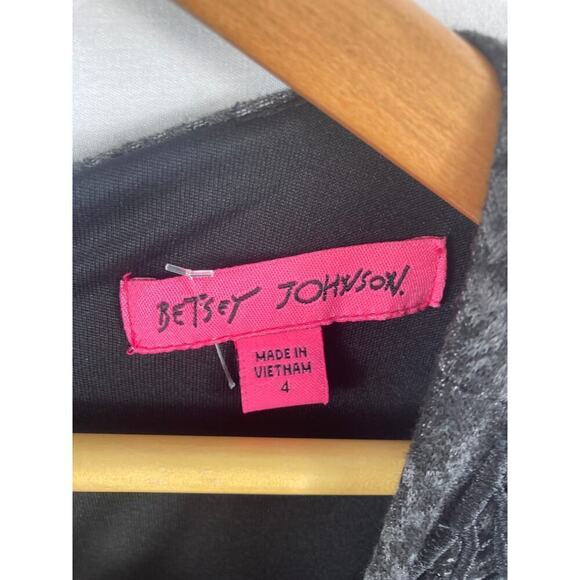 BETSEY JOHNSON.
MADE IN
VIETNAM
4